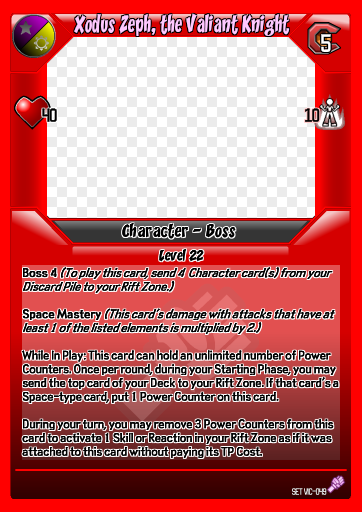 Xodus Zeph, the Valiant Knight
5
40
10
Character - Boss
Level 22
Boss 4 (To play this card, send 4 Character card(s) from your
Discard Pile to your Rift Zone.)
Space Mastery (This card's damage with attacks that have at
least 1 of the listed elements is multiplied by 2.)
While In Play: This card can hold an unlimited number of Power
Counters. Once per round, during your Starting Phase, you may
send the top card of your Deck to your Rift Zone. If that card's a
Space-type card, put 1 Power Counter on this card.
During your turn, you may remove 3 Power Counters from this
card to activate 1 Skill or Reaction in your Rift Zone as if it was
attached to this card without paying its TP Cost.
SET VIC-049